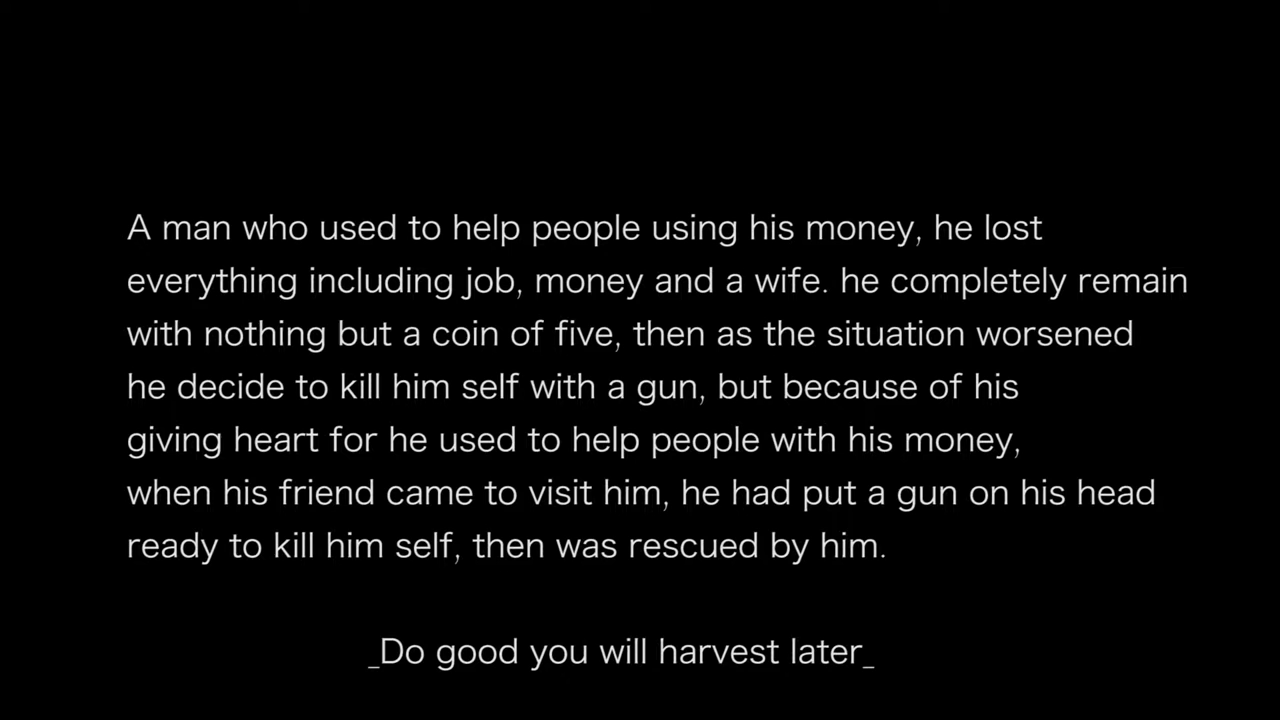 A man who used to help people using his money, he lost
everything including job, money and a wife. he completely remain
with nothing but a coin of five, then as the situation worsened
he decide to kill him self with a gun, but because of his
giving heart for he used to help people with his money,
when his friend came to visit him, he had put a gun on his head
ready to kill him self, then was rescued by him.
_Do good you will harvest later_